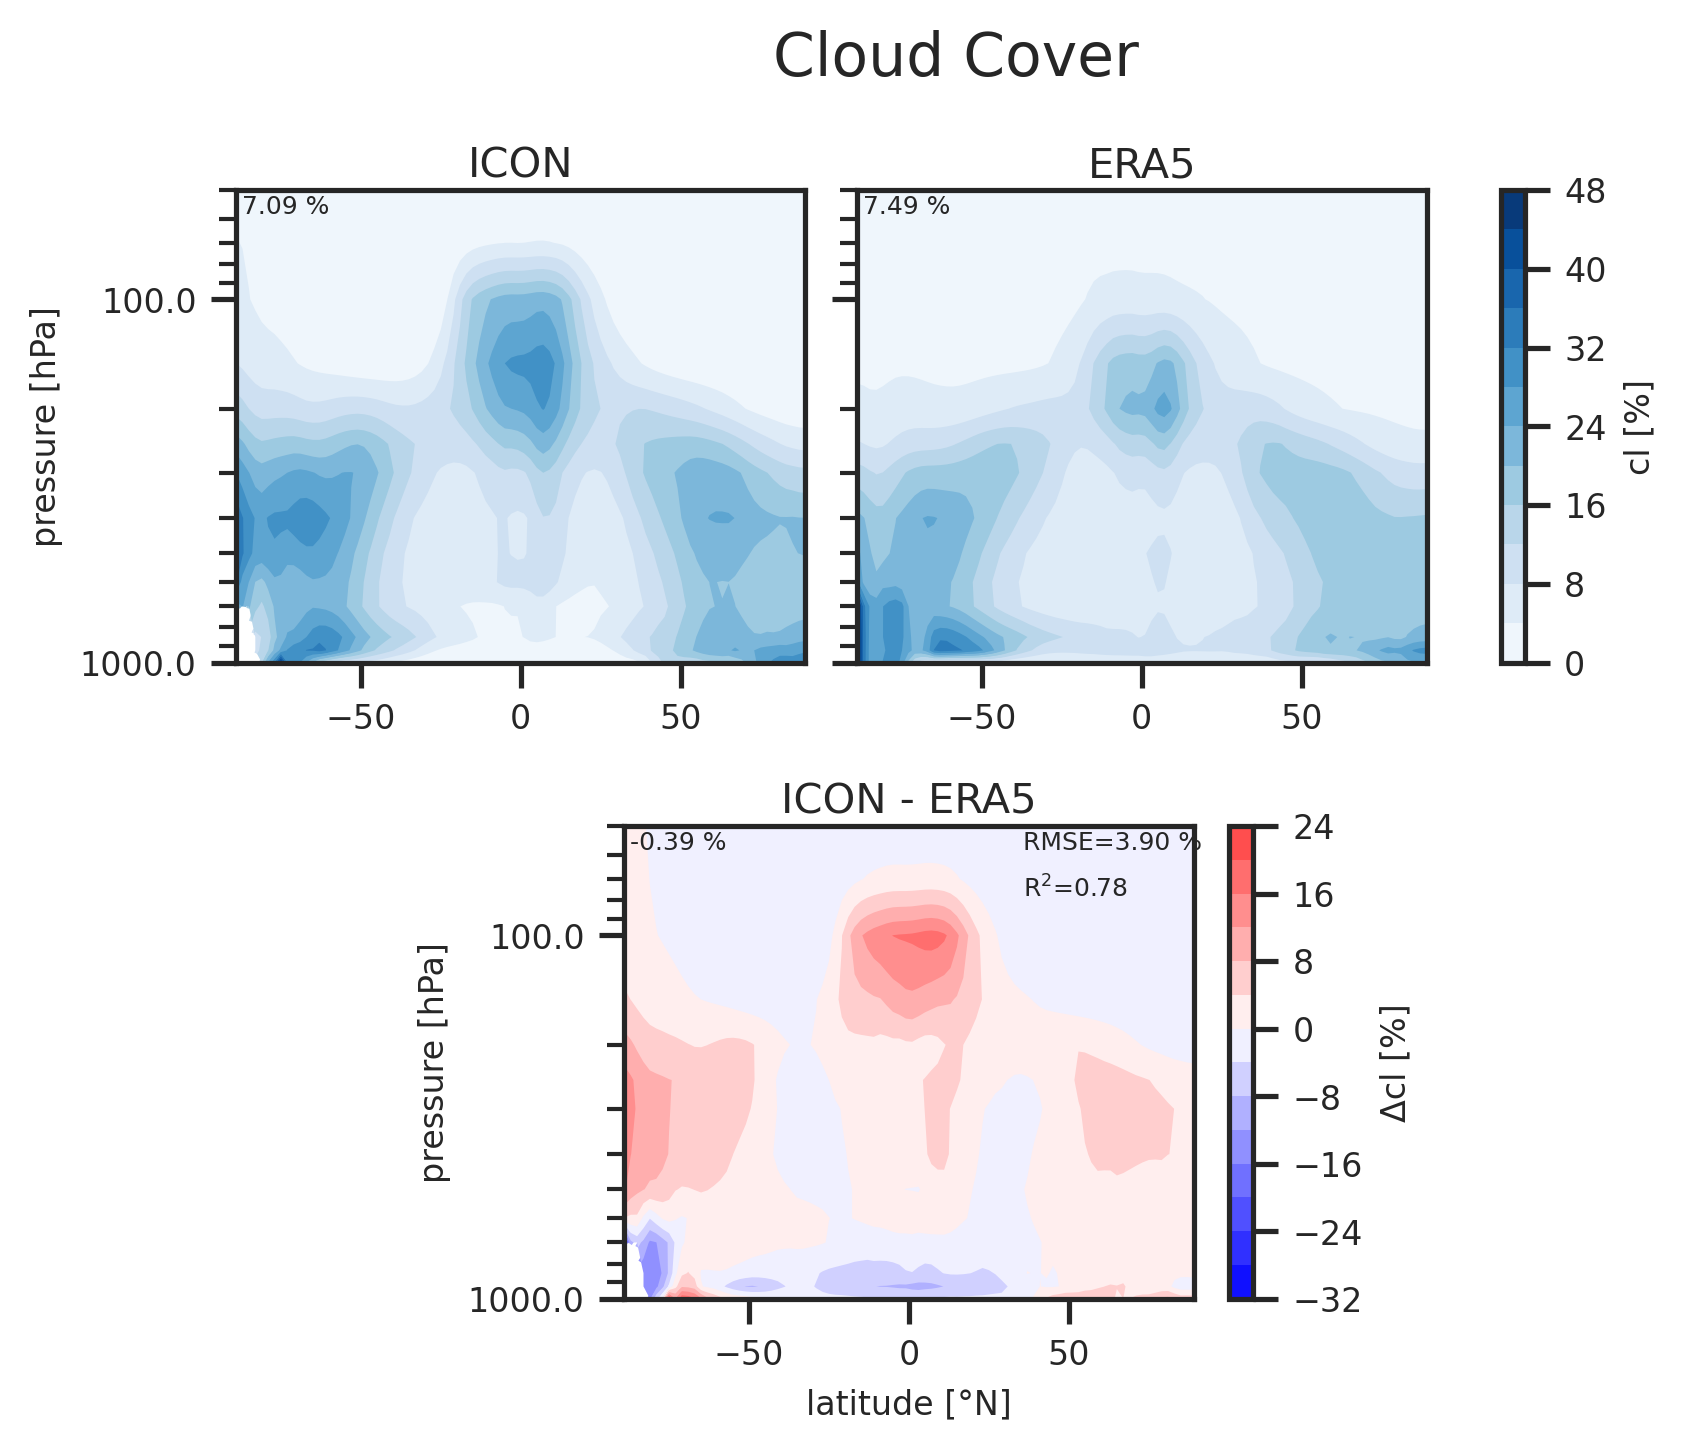 Cloud Cover
ICON
ERA5
7.09 %
7.49 %
pressure [hPa]
100.0
1000.0
−50
0
50
−50
0
50
48
40
32
24
16
8
0
cl [%]
ICON - ERA5
-0.39 %
RMSE=3.90 %
R²=0.78
pressure [hPa]
100.0
1000.0
−50
0
50
latitude [°N]
24
16
8
0
−8
−16
−24
−32
Δcl [%]